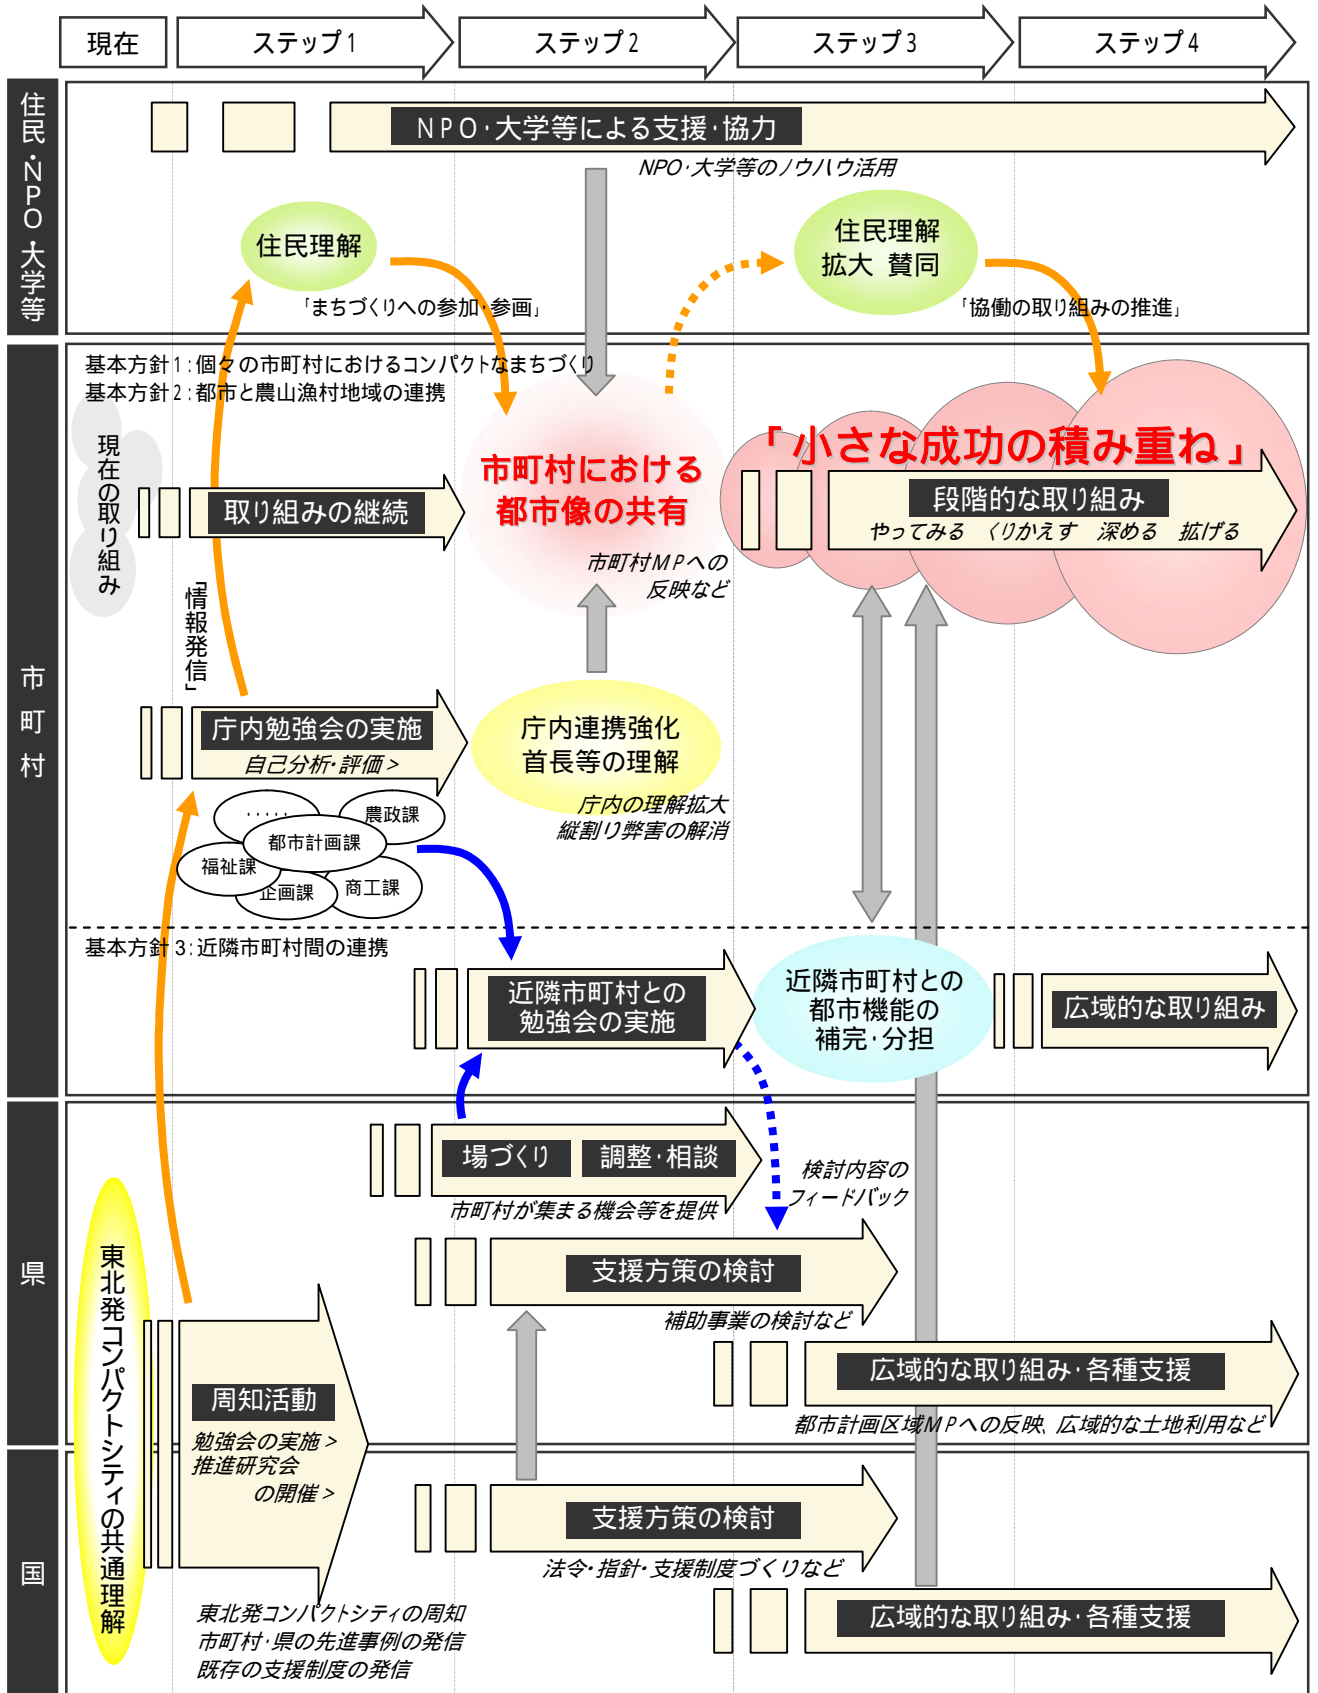 現在
ステップ1
ステップ2
ステップ3
ステップ4
住民・NPO・大学等
NPO・大学等による支援・協力
NPO・大学等のノウハウ活用
住民理解
「まちづくりへの参加・参画」
住民理解
拡大 賛同
「協働の取り組みの推進」
市町村
基本方針1:個々の市町村におけるコンパクトなまちづくり
基本方針2:都市と農山漁村地域の連携
現在の取り組み
取り組みの継続
市町村における
都市像の共有
市町村MPへの
反映など
「小さな成功の積み重ね」
段階的な取り組み
やってみる くりかえす 深める 拡げる
「情報発信」
庁内勉強会の実施
自己分析・評価>
庁内連携強化
首長等の理解
庁内の理解拡大
縦割り弊害の解消
・・・・・
農政課
都市計画課
福祉課
企画課
商工課
基本方針3:近隣市町村間の連携
近隣市町村との
勉強会の実施
近隣市町村との
都市機能の
補完・分担
広域的な取り組み
県
場づくり
調整・相談
市町村が集まる機会等を提供
検討内容の
フィードバック
支援方策の検討
補助事業の検討など
広域的な取り組み・各種支援
都市計画区域MPへの反映、広域的な土地利用など
東北発コンパクトシティの共通理解
周知活動
勉強会の実施>
推進研究会
の開催>
国
支援方策の検討
法令・指針・支援制度づくりなど
広域的な取り組み・各種支援
東北発コンパクトシティの周知
市町村・県の先進事例の発信
既存の支援制度の発信